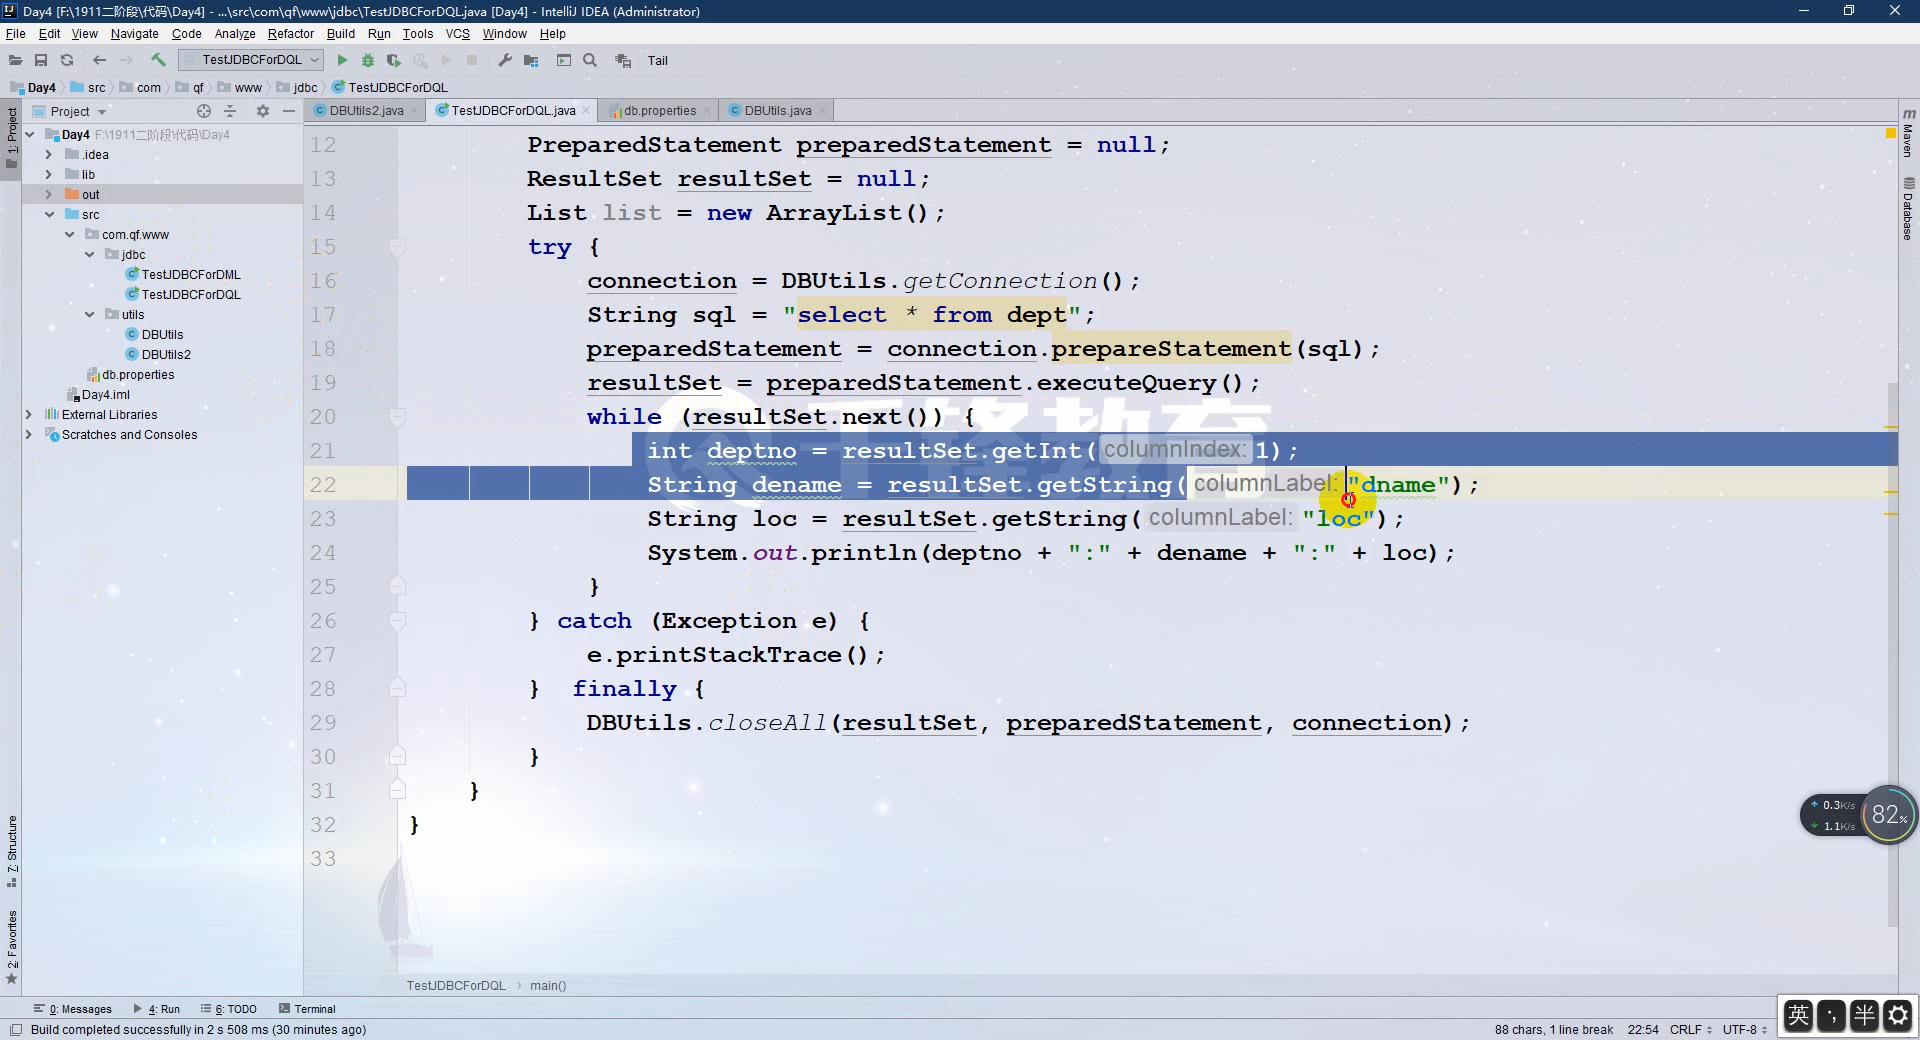 Day4 [F:\1911二阶段\代码\Day4] - ...\src\com\qf\www\jdbc\TestJDBCForDQL.java [Day4] - IntelliJ IDEA (Administrator)
File Edit View Navigate Code Analyze Refactor Build Run Tools VCS Window Help
TestJDBCForDQL Tail
Day4 src com qf www jdbc TestJDBCForDQL
Project DBUtils2.java TestJDBCForDQL.java db.properties DBUtils.java
1: Project
7: Structure
2: Favorites
Day4 F:\1911二阶段\代码\Day4
.idea
lib
out
src
com.qf.www
jdbc
TestJDBCForDML
TestJDBCForDQL
utils
DBUtils
DBUtils2
db.properties
Day4.iml
External Libraries
Scratches and Consoles
12 PreparedStatement preparedStatement = null;
13 ResultSet resultSet = null;
14 List list = new ArrayList();
15 try {
16 connection = DBUtils.getConnection();
17 String sql = "select * from dept";
18 preparedStatement = connection.prepareStatement(sql);
19 resultSet = preparedStatement.executeQuery();
20 while (resultSet.next()) {
21 int deptno = resultSet.getInt( columnIndex: 1);
22 String dename = resultSet.getString( columnLabel: "dname");
23 String loc = resultSet.getString( columnLabel: "loc");
24 System.out.println(deptno + ":" + dename + ":" + loc);
25 }
26 } catch (Exception e) {
27 e.printStackTrace();
28 } finally {
29 DBUtils.closeAll(resultSet, preparedStatement, connection);
30 }
31 }
32 }
33
千锋教育
Maven
Database
0.3K/s
1.1K/s
82%
TestJDBCForDQL main()
0: Messages 4: Run 6: TODO Terminal
Build completed successfully in 2 s 508 ms (30 minutes ago) 88 chars, 1 line break 22:54 CRLF UTF-8
英 ·, 半